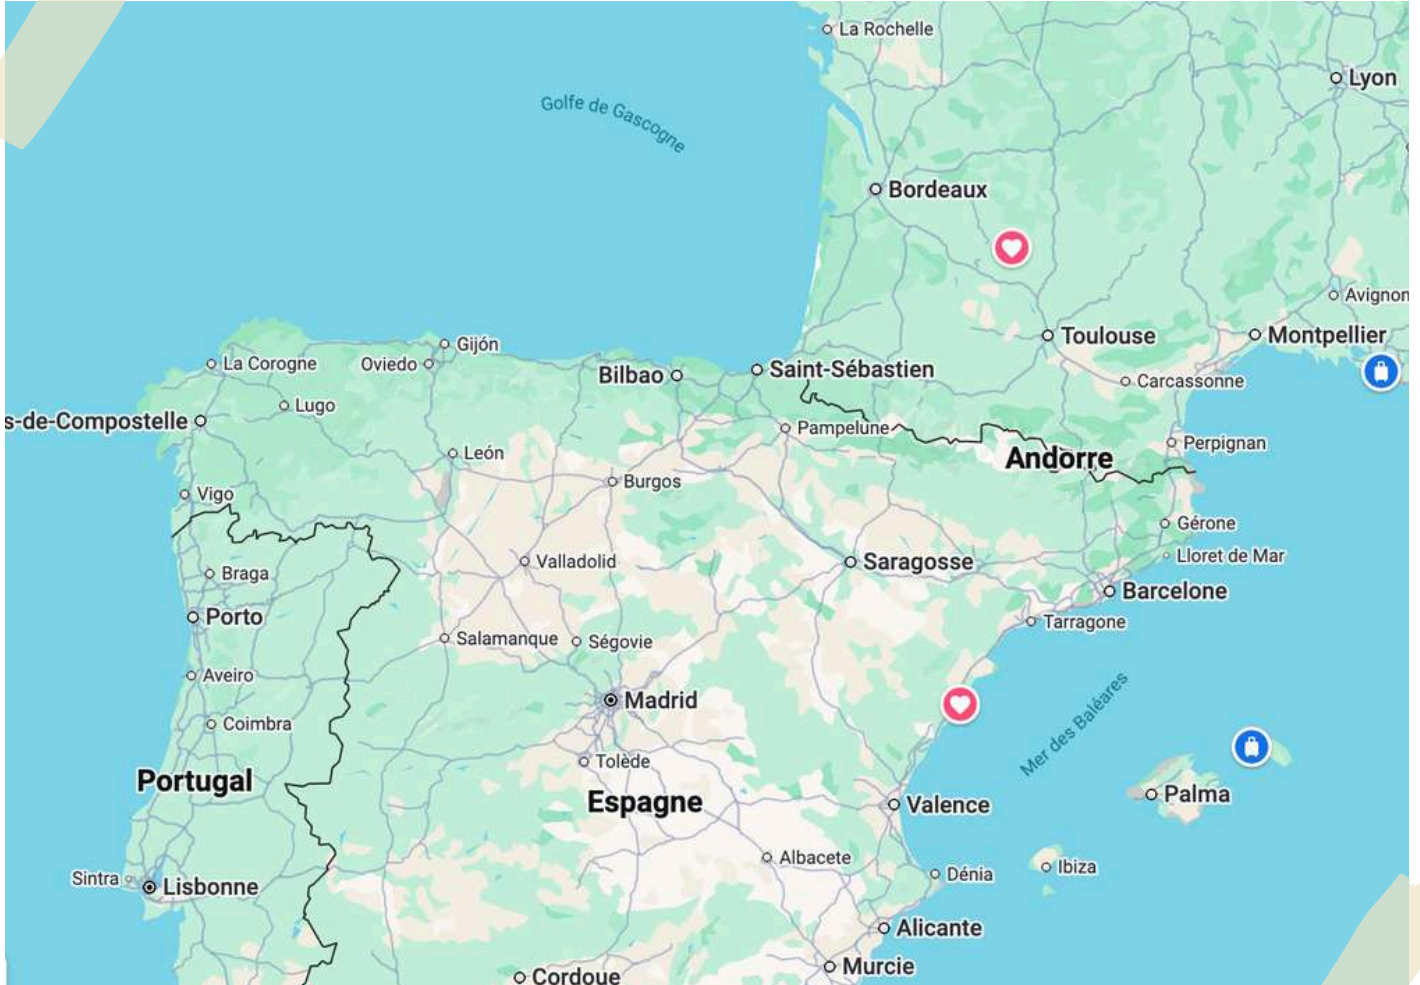 La Rochelle
Lyon
Golfe de Gascogne
Bordeaux
Avignon
Toulouse
Montpellier
Gijón
La Corogne
Oviedo
Bilbao
Saint-Sébastien
Carcassonne
Lugo
s-de-Compostelle
Pampelune
Perpignan
León
Andorre
Burgos
Vigo
Gérone
Lloret de Mar
Valladolid
Saragosse
Braga
Barcelone
Porto
Tarragone
Salamanque
Ségovie
Aveiro
Madrid
Mer des Baléares
Coimbra
Tolède
Portugal
Espagne
Palma
Valence
Albacete
Ibiza
Dénia
Sintra
Lisbonne
Alicante
Murcie
Cordoue